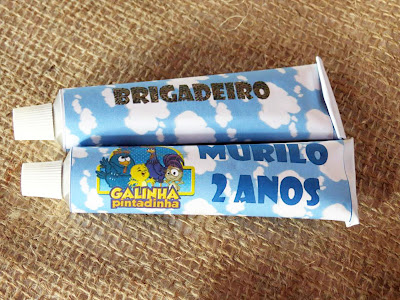 BRIGADEIRO
MURILO
2 ANOS
GALINHA
pintadinha